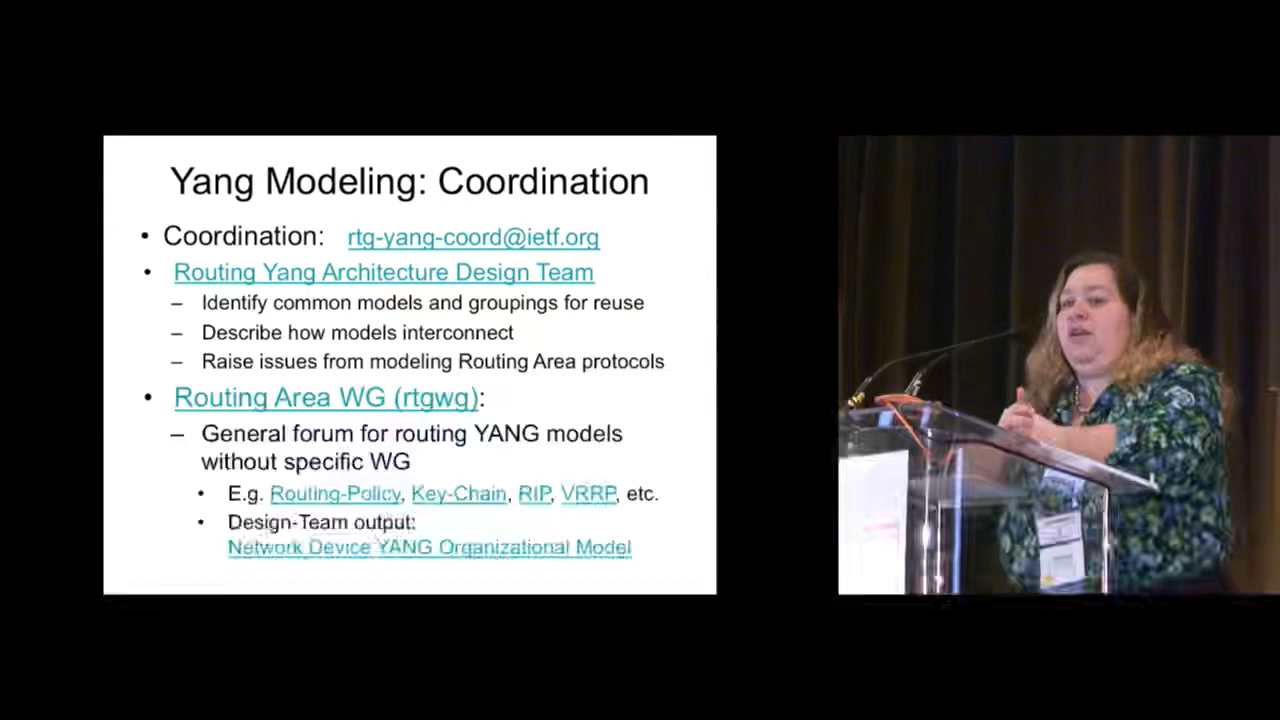 Yang Modeling: Coordination
• Coordination: rtg-yang-coord@ietf.org
• Routing Yang Architecture Design Team
– Identify common models and groupings for reuse
– Describe how models interconnect
– Raise issues from modeling Routing Area protocols
• Routing Area WG (rtgwg):
– General forum for routing YANG models
without specific WG
• E.g. Routing-Policy, Key-Chain, RIP, VRRP, etc.
• Design-Team output:
Network Device YANG Organizational Model